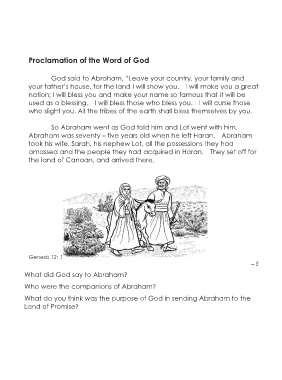 Proclamation of the Word of God
God said to Abraham, "Leave your country, your family and
your father's house, for the land I will show you. I will make you a great
nation; I will bless you and make your name so famous that it will be
used as a blessing. I will bless those who bless you. I will curse those
who slight you. All the tribes of the earth shall bless themselves by you.
So Abraham went as God told him and Lot went with him.
Abraham was seventy – five years old when he left Haran. Abraham
took his wife, Sarah, his nephew Lot, all the possessions they had
amassed and the people they had acquired in Haran. They set off for
the land of Canaan, and arrived there.
Genesis 12: 1
– 5
What did God say to Abraham?
Who were the companions of Abraham?
What do you think was the purpose of God in sending Abraham to the
Land of Promise?